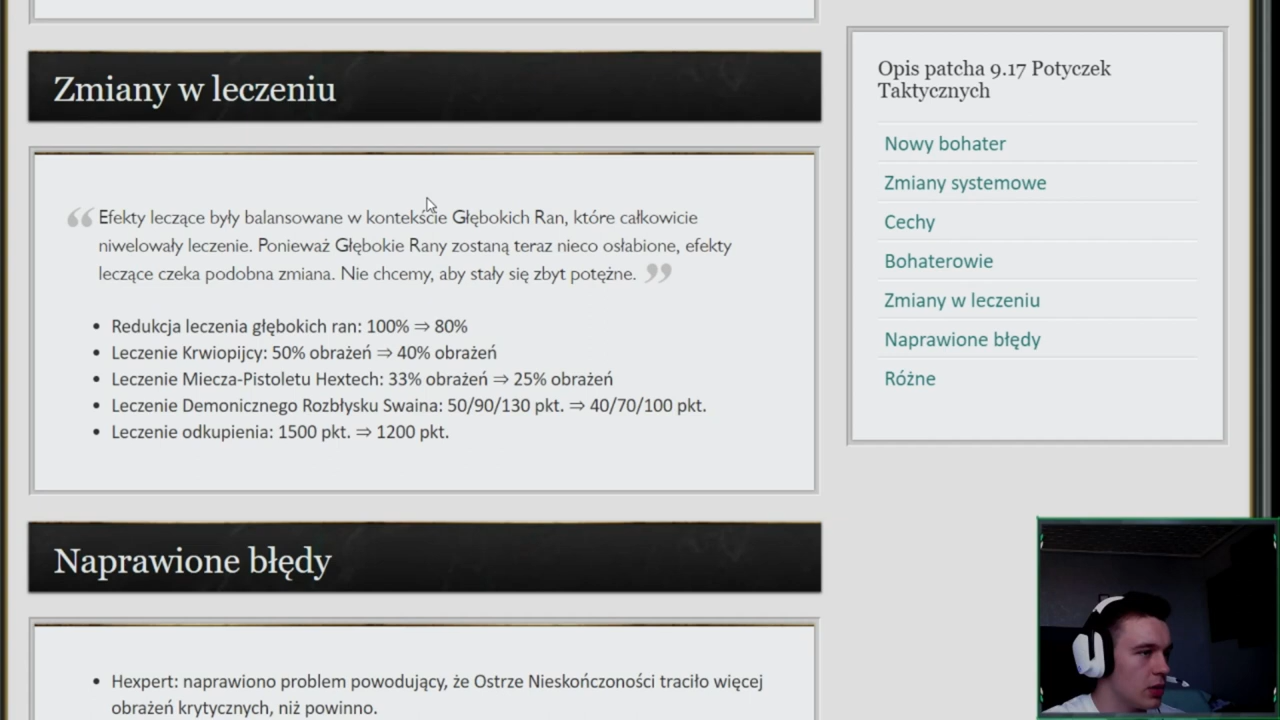 Zmiany w leczeniu
“ Efekty leczące były balansowane w kontekście Głębokich Ran, które całkowicie
niwelowały leczenie. Ponieważ Głębokie Rany zostaną teraz nieco osłabione, efekty
leczące czeka podobna zmiana. Nie chcemy, aby stały się zbyt potężne. ”
• Redukcja leczenia głębokich ran: 100% ⇒ 80%
• Leczenie Krwiopijcy: 50% obrażeń ⇒ 40% obrażeń
• Leczenie Miecza-Pistoletu Hextech: 33% obrażeń ⇒ 25% obrażeń
• Leczenie Demonicznego Rozbłysku Swaina: 50/90/130 pkt. ⇒ 40/70/100 pkt.
• Leczenie odkupienia: 1500 pkt. ⇒ 1200 pkt.
Naprawione błędy
• Hexpert: naprawiono problem powodujący, że Ostrze Nieskończoności traciło więcej
obrażeń krytycznych, niż powinno.
Opis patcha 9.17 Potyczek
Taktycznych
Nowy bohater
Zmiany systemowe
Cechy
Bohaterowie
Zmiany w leczeniu
Naprawione błędy
Różne